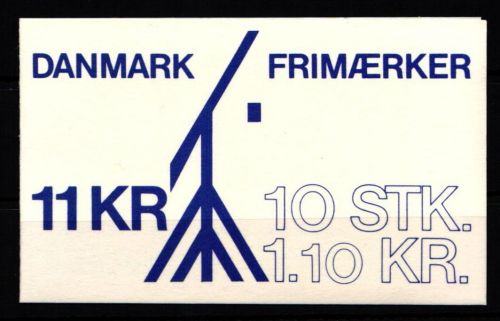 DANMARK FRIMÆRKER
11 KR 10 STK.
1.10 KR.